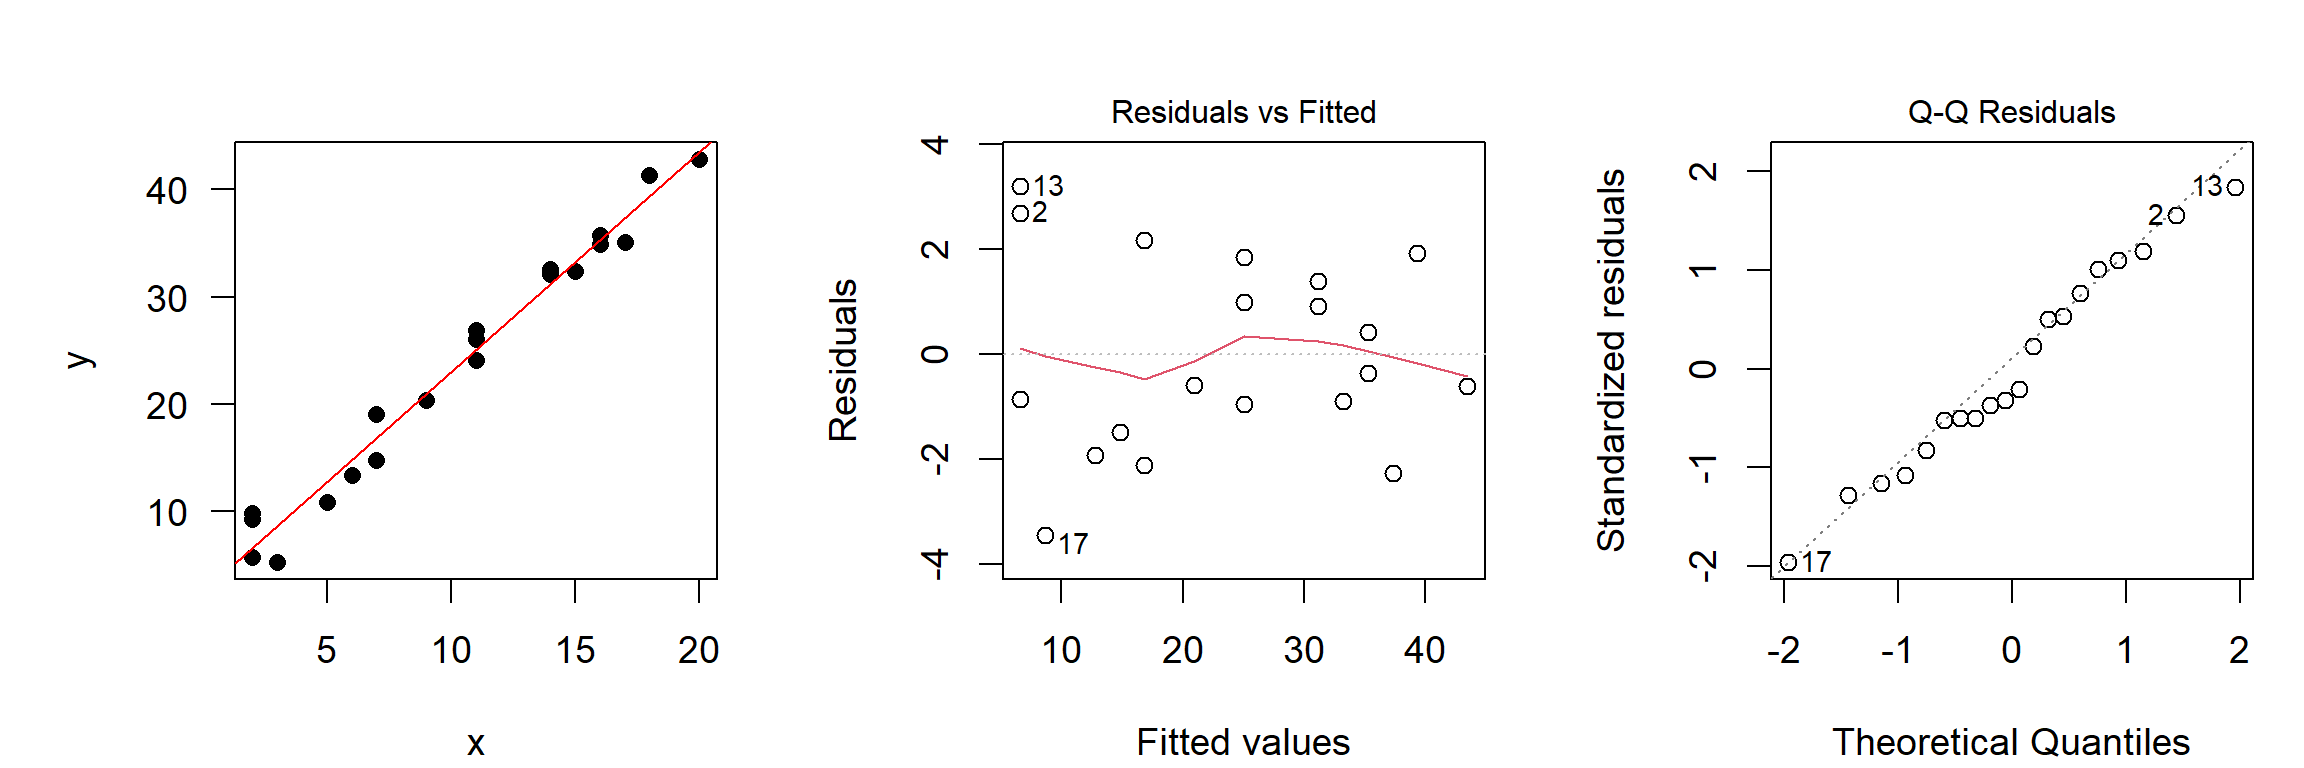 y
40
30
20
10
5 10 15 20
x
Residuals vs Fitted
Residuals
4
2
0
-2
-4
13
2
17
10 20 30 40
Fitted values
Q-Q Residuals
Standardized residuals
2
1
0
-1
-2
13
2
17
-2 -1 0 1 2
Theoretical Quantiles